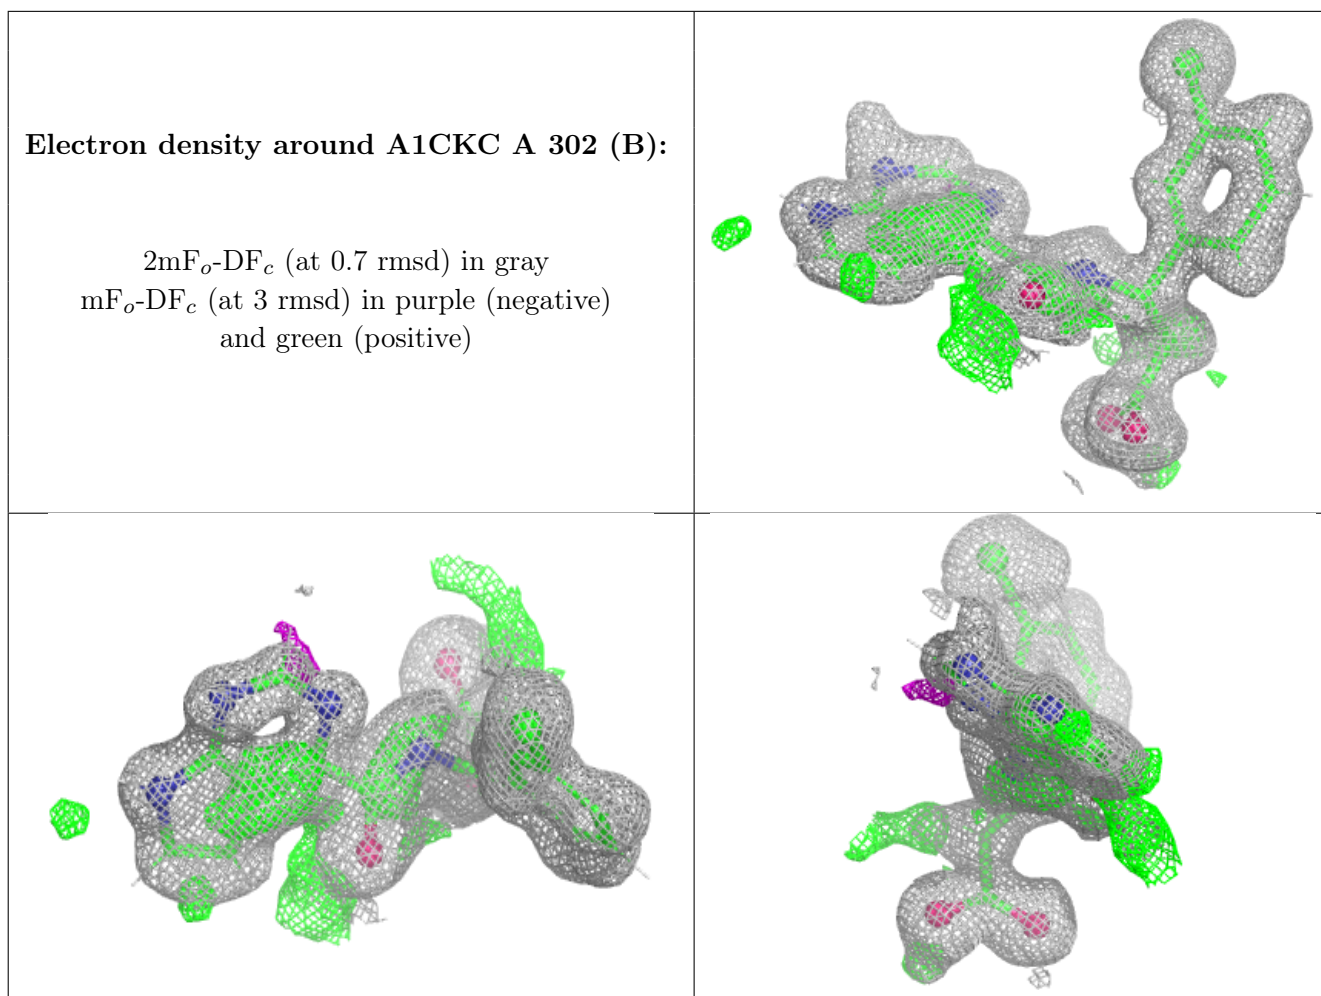 Electron density around A1CKC A 302 (B):
2mFₒ-DF𝒸 (at 0.7 rmsd) in gray
mFₒ-DF𝒸 (at 3 rmsd) in purple (negative)
and green (positive)